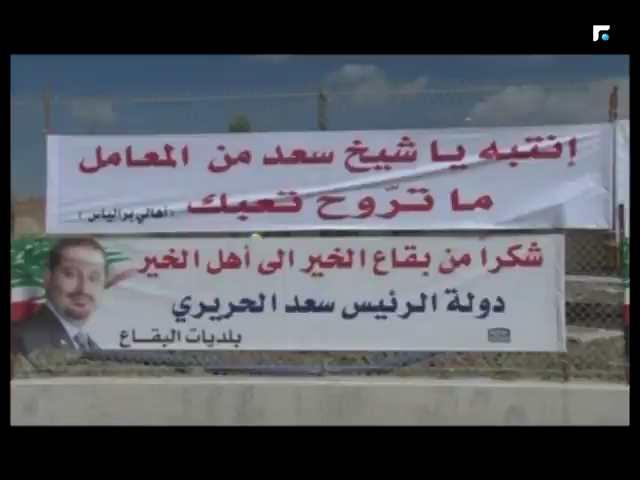 إنتبه يا شيخ سعد من المعامل
ما تروّح تعبك (أهالي برالياس)
شكراً من بقاع الخير الى أهل الخير
دولة الرئيس سعد الحريري
بلديات البقاع